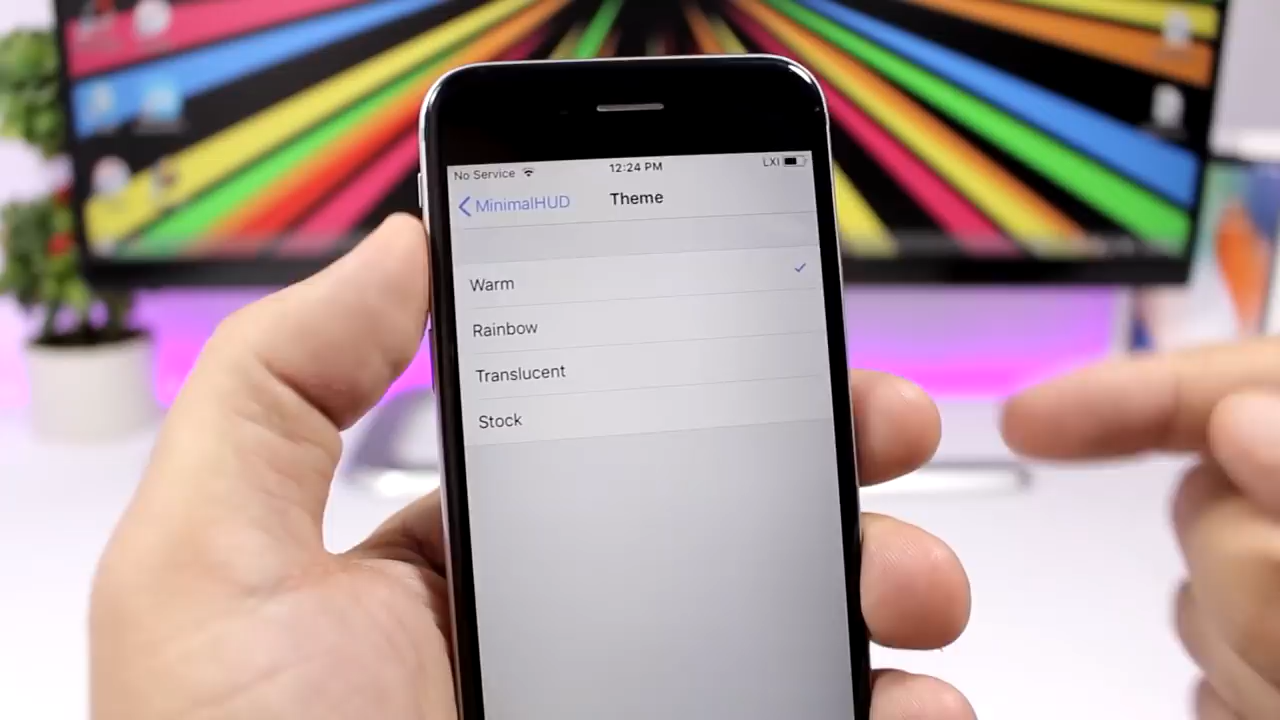 No Service 12:24 PM LXI
MinimalHUD Theme
Warm
Rainbow
Translucent
Stock